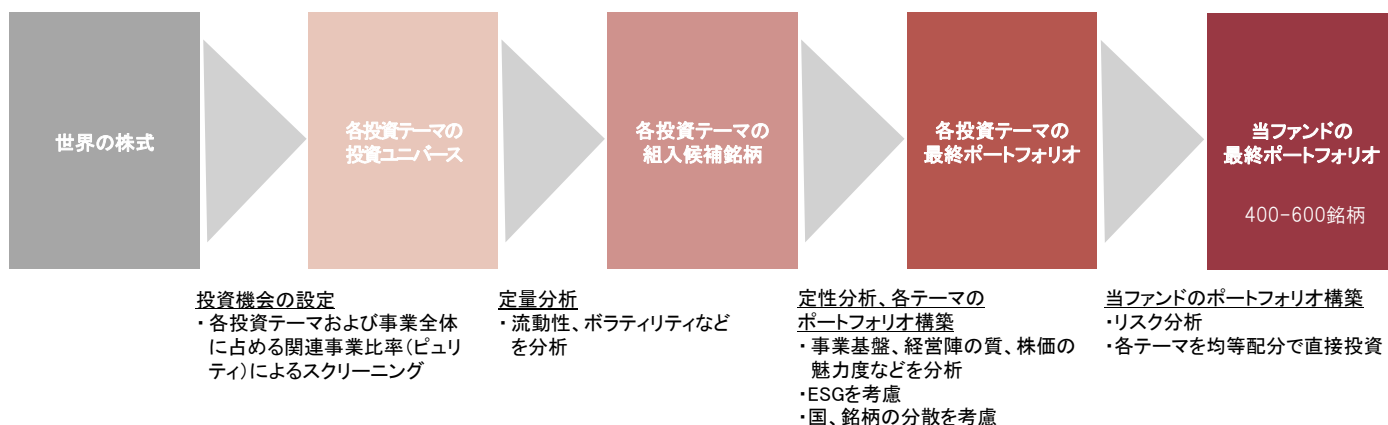 世界の株式
各投資テーマの
投資ユニバース
各投資テーマの
組入候補銘柄
各投資テーマの
最終ポートフォリオ
当ファンドの
最終ポートフォリオ
400-600銘柄
投資機会の設定
・各投資テーマおよび事業全体
に占める関連事業比率(ピュリ
ティ)によるスクリーニング
定量分析
・流動性、ボラティリティなど
を分析
定性分析、各テーマの
ポートフォリオ構築
・事業基盤、経営陣の質、株価の
魅力度などを分析
・ESGを考慮
・国、銘柄の分散を考慮
当ファンドのポートフォリオ構築
・リスク分析
・各テーマを均等配分で直接投資